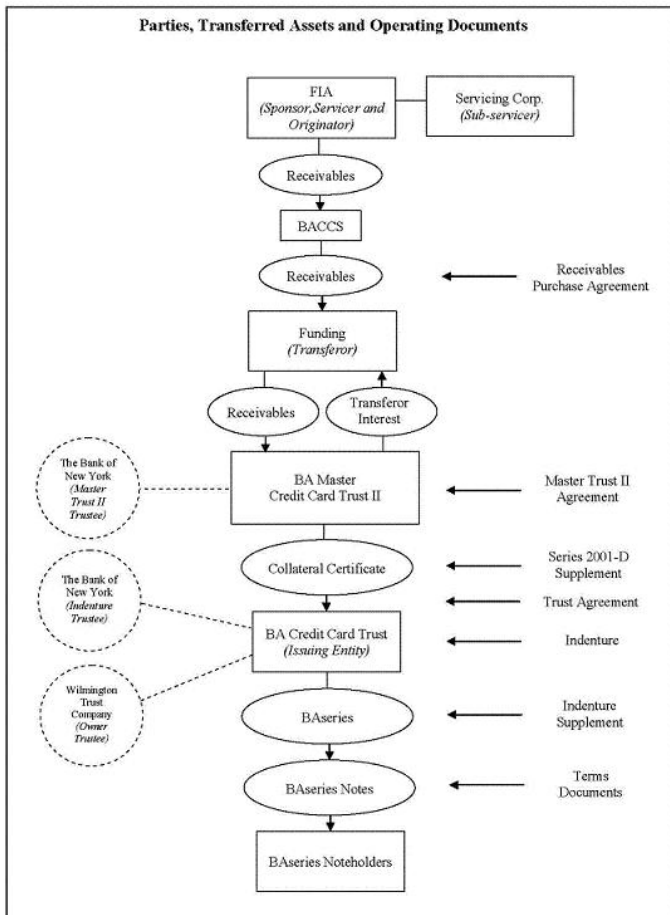 Parties, Transferred Assets and Operating Documents
FIA
(Sponsor,Servicer and
Originator)
Servicing Corp.
(Sub-servicer)
Receivables
BACCS
Receivables
Receivables
Purchase Agreement
Funding
(Transferor)
Receivables
Transferor
Interest
The Bank of
New York
(Master
Trust II
Trustee)
BA Master
Credit Card Trust II
Master Trust II
Agreement
Collateral Certificate
Series 2001-D
Supplement
The Bank of
New York
(Indenture
Trustee)
Trust Agreement
BA Credit Card Trust
(Issuing Entity)
Indenture
Wilmington
Trust
Company
(Owner
Trustee)
BAseries
Indenture
Supplement
BAseries Notes
Terms
Documents
BAseries Noteholders